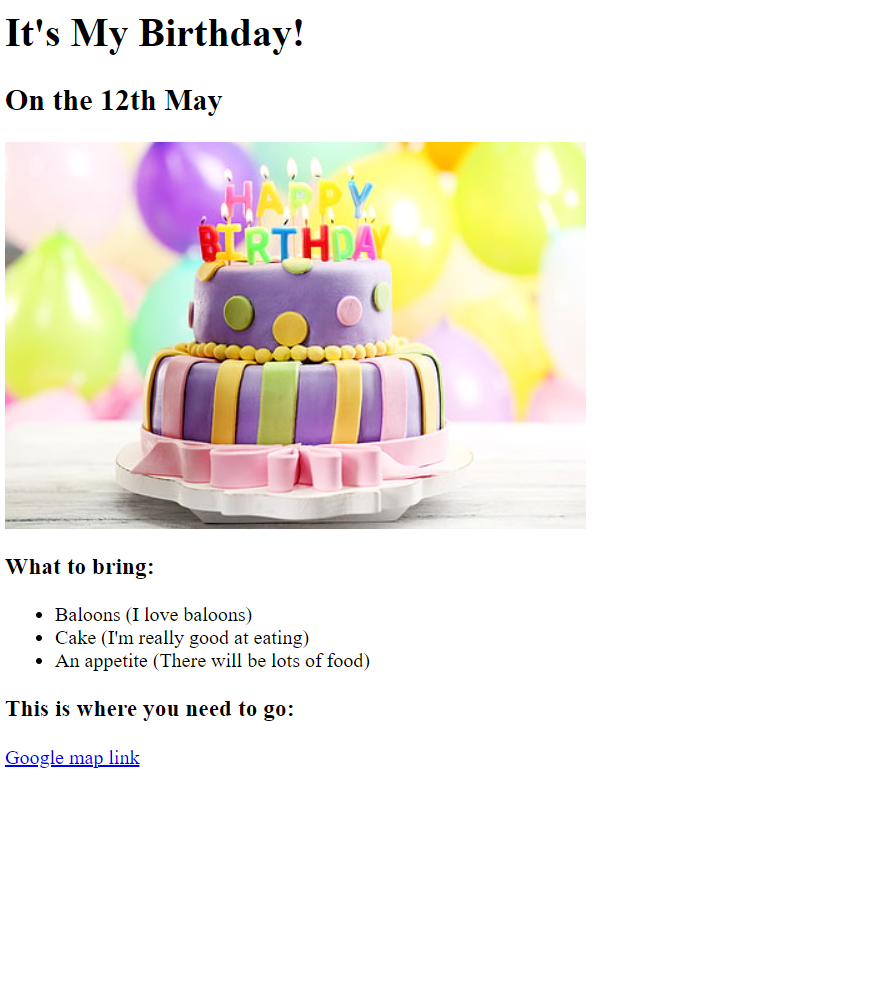 It's My Birthday!
On the 12th May
HAPPY
BIRTHDAY
What to bring:
Baloons (I love baloons)
Cake (I'm really good at eating)
An appetite (There will be lots of food)
This is where you need to go:
Google map link